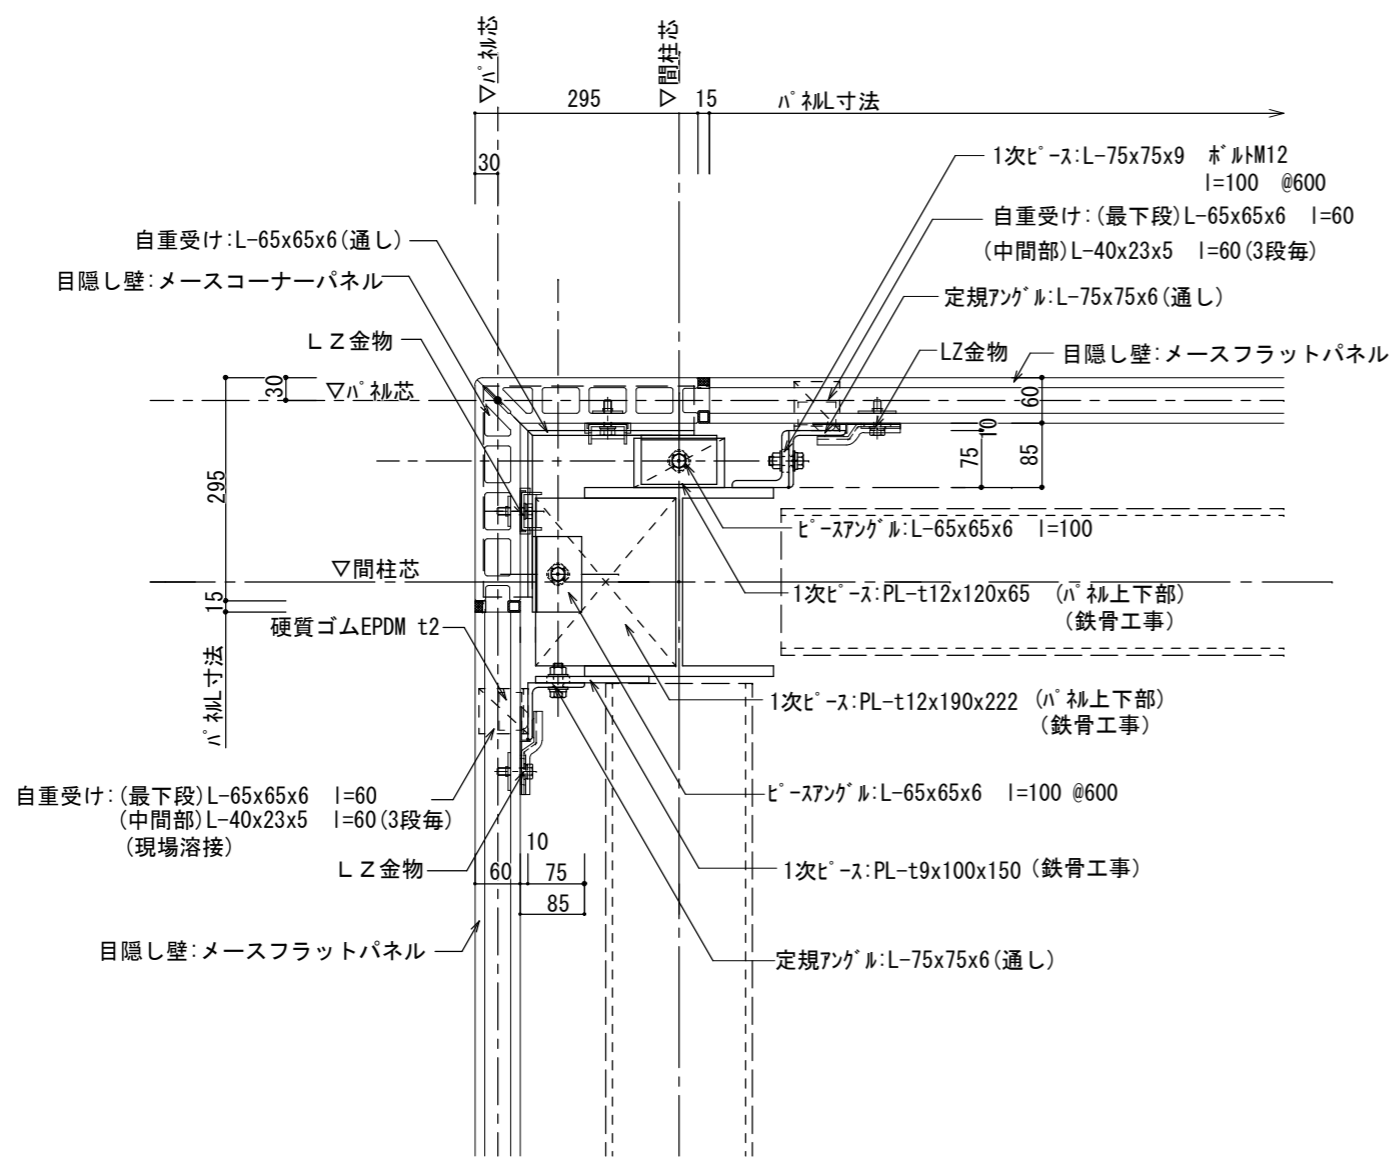 ▽ﾊﾟﾈﾙ芯
▽間柱芯
295
15
ﾊﾟﾈﾙL寸法
30
1次ﾋﾟｰｽ:L-75x75x9 ﾎﾞﾙﾄM12
l=100 @600
自重受け:(最下段)L-65x65x6 l=60
(中間部)L-40x23x5 l=60(3段毎)
自重受け:L-65x65x6(通し)
目隠し壁:メースコーナーパネル
定規ｱﾝｸﾞﾙ:L-75x75x6(通し)
ＬＺ金物
LZ金物
目隠し壁:メースフラットパネル
30
▽ﾊﾟﾈﾙ芯
60
10
75
85
295
ﾋﾟｰｽｱﾝｸﾞﾙ:L-65x65x6 l=100
▽間柱芯
15
1次ﾋﾟｰｽ:PL-t12x120x65 (ﾊﾟﾈﾙ上下部)
(鉄骨工事)
硬質ゴムEPDM t2
ﾊﾟﾈﾙL寸法
1次ﾋﾟｰｽ:PL-t12x190x222 (ﾊﾟﾈﾙ上下部)
(鉄骨工事)
自重受け:(最下段)L-65x65x6 l=60
(中間部)L-40x23x5 l=60(3段毎)
(現場溶接)
ﾋﾟｰｽｱﾝｸﾞﾙ:L-65x65x6 l=100 @600
10
ＬＺ金物
60
75
85
1次ﾋﾟｰｽ:PL-t9x100x150(鉄骨工事)
目隠し壁:メースフラットパネル
定規ｱﾝｸﾞﾙ:L-75x75x6(通し)